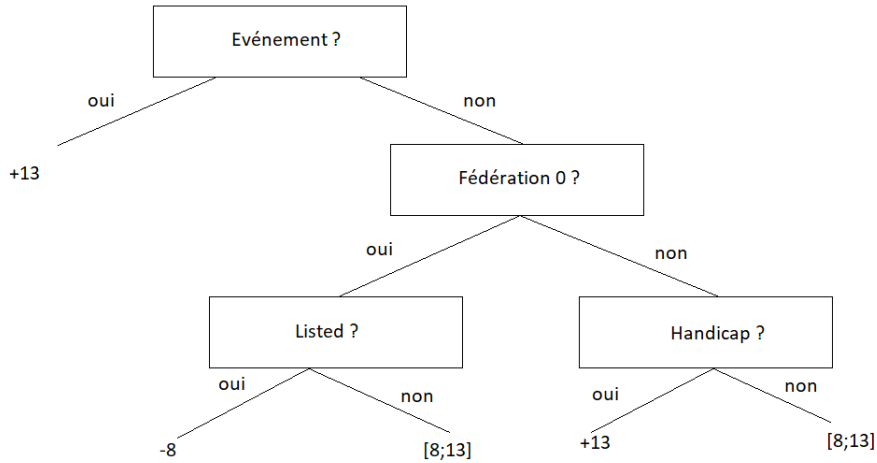 Evénement ?
oui
non
+13
Fédération 0 ?
oui
non
Listed ?
Handicap ?
oui
non
oui
non
-8
[8;13]
+13
[8;13]